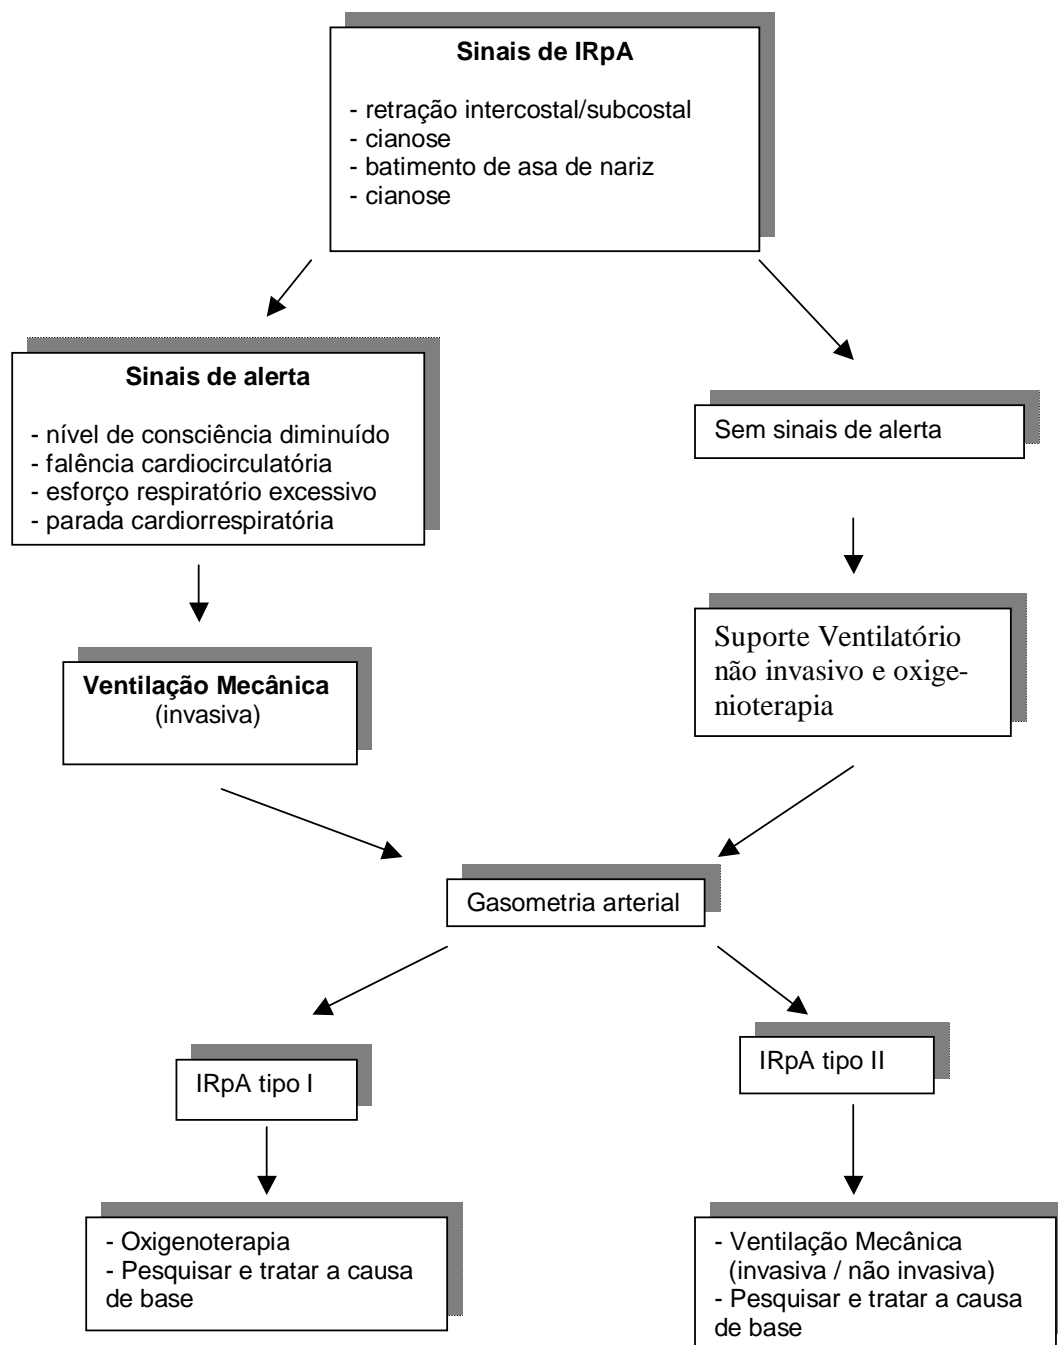 Sinais de IRpA
- retração intercostal/subcostal
- cianose
- batimento de asa de nariz
- cianose
Sinais de alerta
- nível de consciência diminuído
- falência cardiocirculatória
- esforço respiratório excessivo
- parada cardiorrespiratória
Sem sinais de alerta
Ventilação Mecânica
(invasiva)
Suporte Ventilatório
não invasivo e oxige-
nioterapia
Gasometria arterial
IRpA tipo I
IRpA tipo II
- Oxigenoterapia
- Pesquisar e tratar a causa
de base
- Ventilação Mecânica
(invasiva / não invasiva)
- Pesquisar e tratar a causa
de base